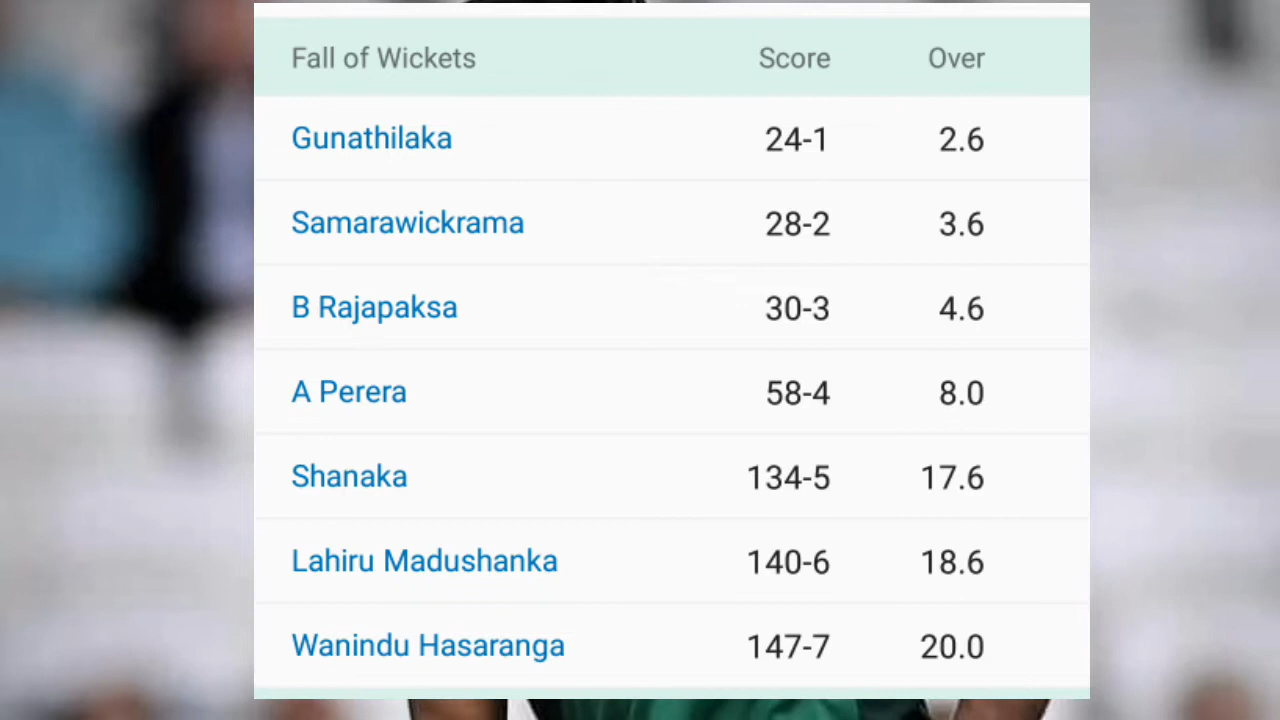 Fall of Wickets Score Over
Gunathilaka 24-1 2.6
Samarawickrama 28-2 3.6
B Rajapaksa 30-3 4.6
A Perera 58-4 8.0
Shanaka 134-5 17.6
Lahiru Madushanka 140-6 18.6
Wanindu Hasaranga 147-7 20.0